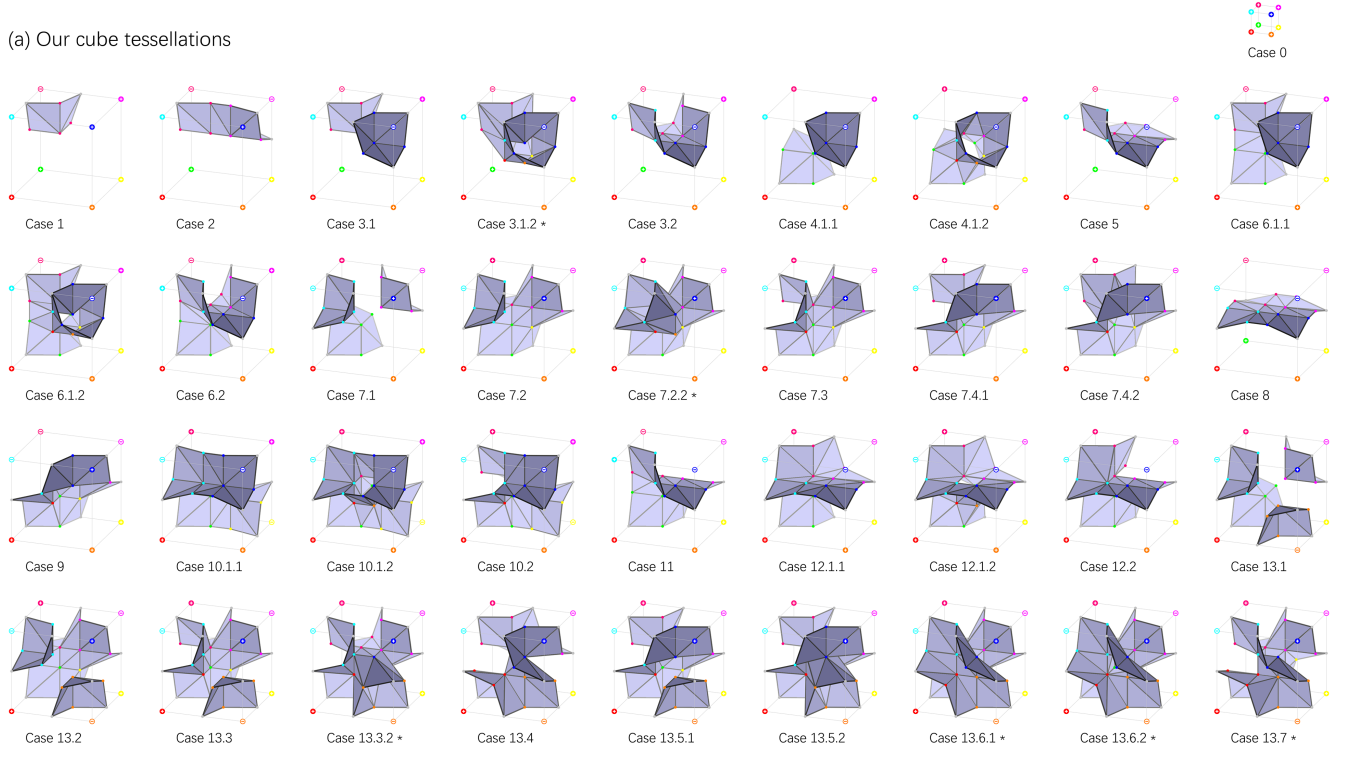 (a) Our cube tessellations
Case 0
Case 1 Case 2 Case 3.1 Case 3.1.2 * Case 3.2 Case 4.1.1 Case 4.1.2 Case 5 Case 6.1.1
Case 6.1.2 Case 6.2 Case 7.1 Case 7.2 Case 7.2.2 * Case 7.3 Case 7.4.1 Case 7.4.2 Case 8
Case 9 Case 10.1.1 Case 10.1.2 Case 10.2 Case 11 Case 12.1.1 Case 12.1.2 Case 12.2 Case 13.1
Case 13.2 Case 13.3 Case 13.3.2 * Case 13.4 Case 13.5.1 Case 13.5.2 Case 13.6.1 * Case 13.6.2 * Case 13.7 *